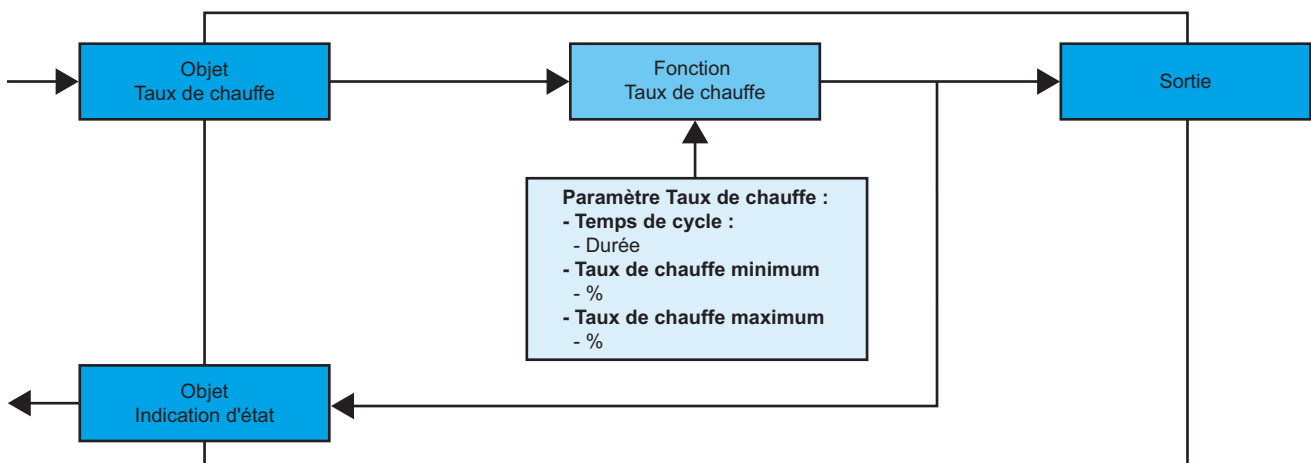 Objet
Taux de chauffe
Fonction
Taux de chauffe
Sortie
Paramètre Taux de chauffe :
- Temps de cycle :
- Durée
- Taux de chauffe minimum
- %
- Taux de chauffe maximum
- %
Objet
Indication d'état